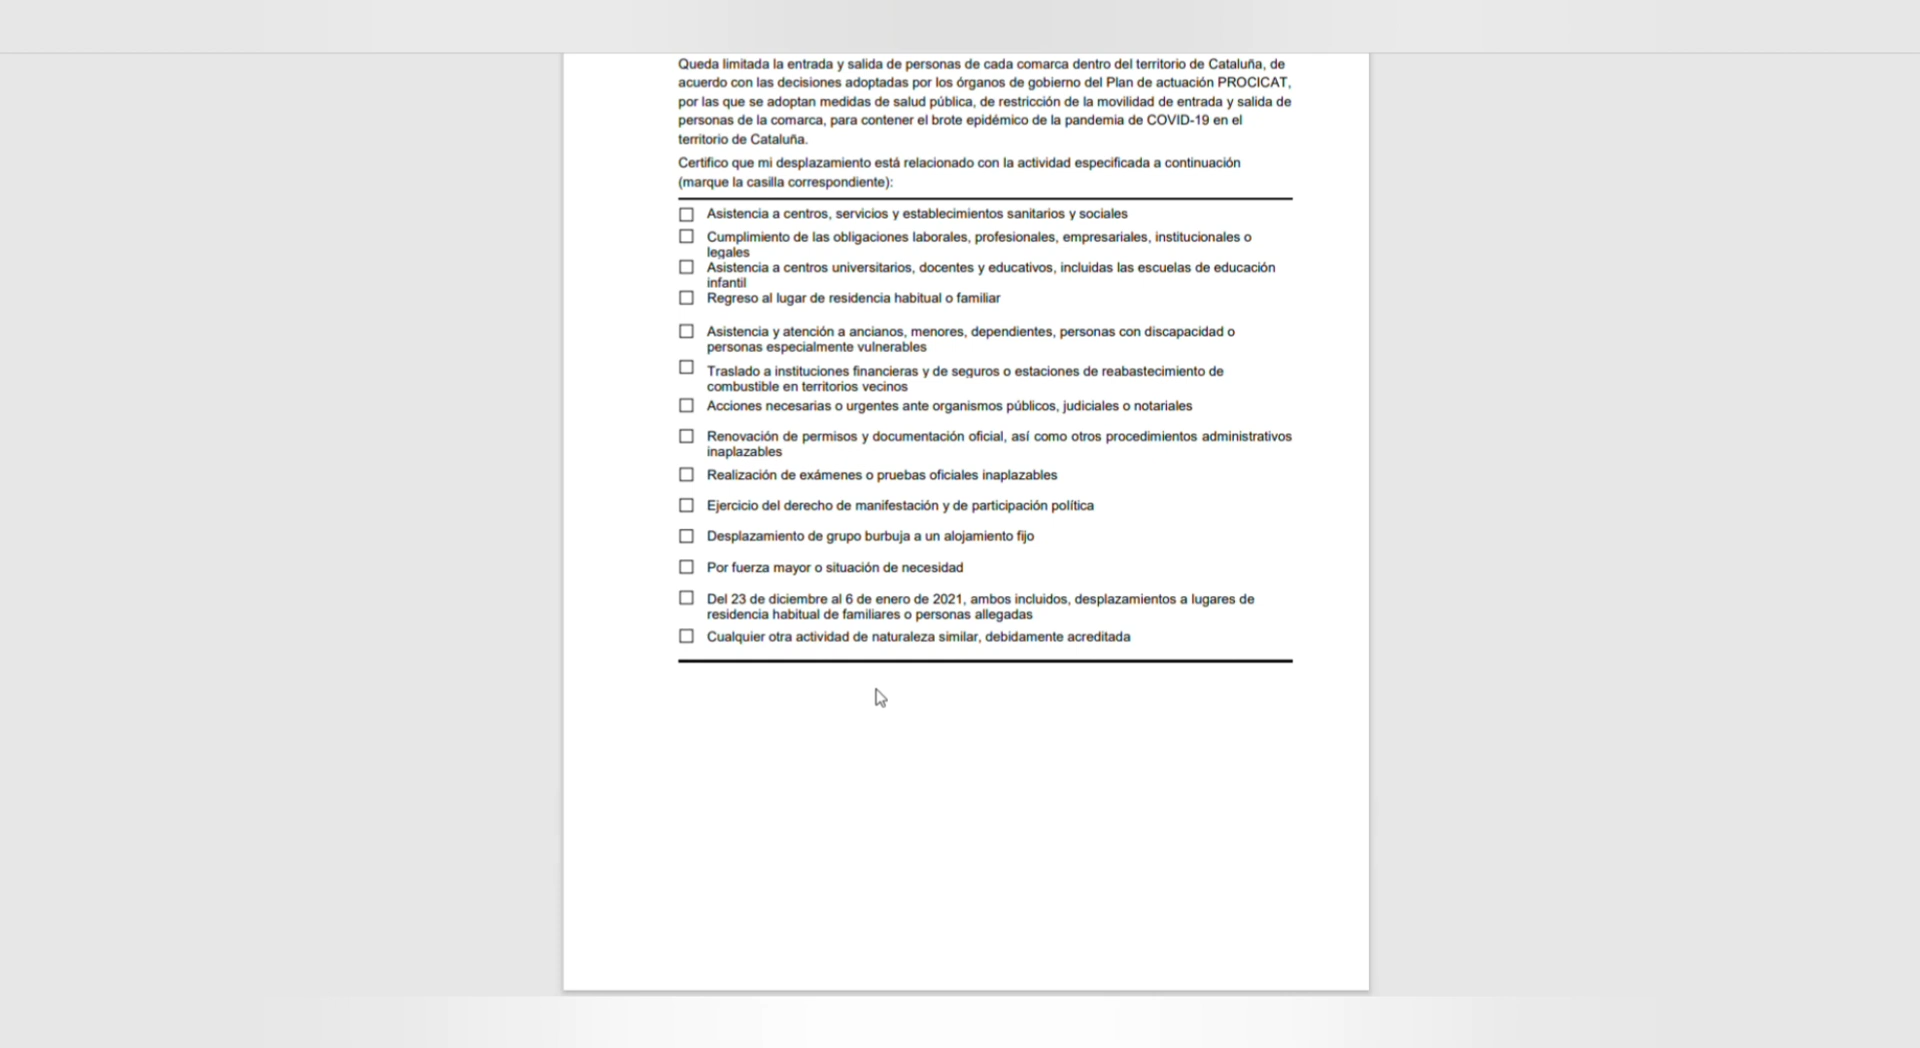 Queda limitada la entrada y salida de personas de cada comarca dentro del territorio de Cataluña, de
acuerdo con las decisiones adoptadas por los órganos de gobierno del Plan de actuación PROCICAT,
por las que se adoptan medidas de salud pública, de restricción de la movilidad de entrada y salida de
personas de la comarca, para contener el brote epidémico de la pandemia de COVID-19 en el
territorio de Cataluña.
Certifico que mi desplazamiento está relacionado con la actividad especificada a continuación
(marque la casilla correspondiente):
Asistencia a centros, servicios y establecimientos sanitarios y sociales
Cumplimiento de las obligaciones laborales, profesionales, empresariales, institucionales o
legales
Asistencia a centros universitarios, docentes y educativos, incluidas las escuelas de educación
infantil
Regreso al lugar de residencia habitual o familiar
Asistencia y atención a ancianos, menores, dependientes, personas con discapacidad o
personas especialmente vulnerables
Traslado a instituciones financieras y de seguros o estaciones de reabastecimiento de
combustible en territorios vecinos
Acciones necesarias o urgentes ante organismos públicos, judiciales o notariales
Renovación de permisos y documentación oficial, así como otros procedimientos administrativos
inaplazables
Realización de exámenes o pruebas oficiales inaplazables
Ejercicio del derecho de manifestación y de participación política
Desplazamiento de grupo burbuja a un alojamiento fijo
Por fuerza mayor o situación de necesidad
Del 23 de diciembre al 6 de enero de 2021, ambos incluidos, desplazamientos a lugares de
residencia habitual de familiares o personas allegadas
Cualquier otra actividad de naturaleza similar, debidamente acreditada